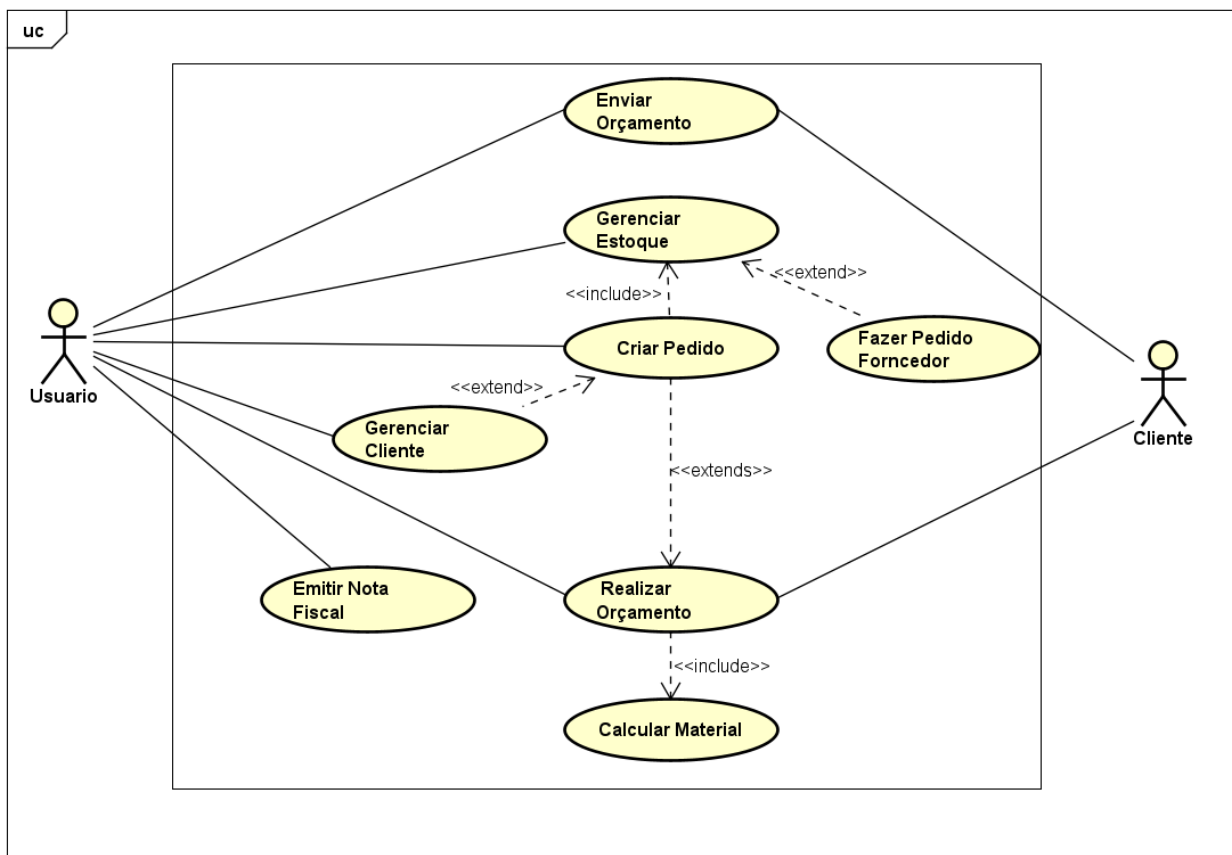 uc
Enviar
Orçamento
Gerenciar
Estoque
<<extend>>
<<include>>
Criar Pedido
Fazer Pedido
Forncedor
Usuario
<<extend>>
Gerenciar
Cliente
Cliente
<<extends>>
Emitir Nota
Fiscal
Realizar
Orçamento
<<include>>
Calcular Material